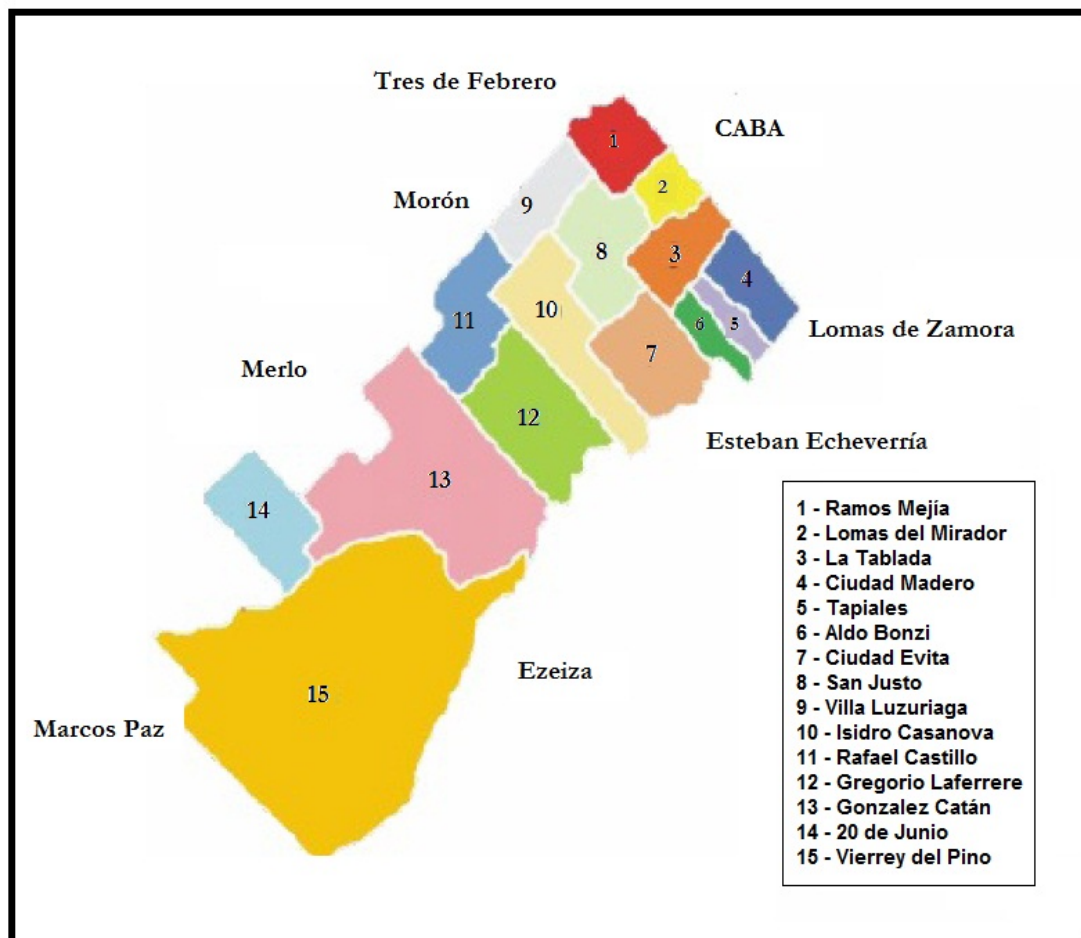 Tres de Febrero
CABA
1
2
Morón
9
8
3
4
10
11
6
5
Lomas de Zamora
7
Merlo
12
Esteban Echeverría
13
14
Ezeiza
15
Marcos Paz
1 - Ramos Mejía
2 - Lomas del Mirador
3 - La Tablada
4 - Ciudad Madero
5 - Tapiales
6 - Aldo Bonzi
7 - Ciudad Evita
8 - San Justo
9 - Villa Luzuriaga
10 - Isidro Casanova
11 - Rafael Castillo
12 - Gregorio Laferrere
13 - Gonzalez Catán
14 - 20 de Junio
15 - Vierrey del Pino